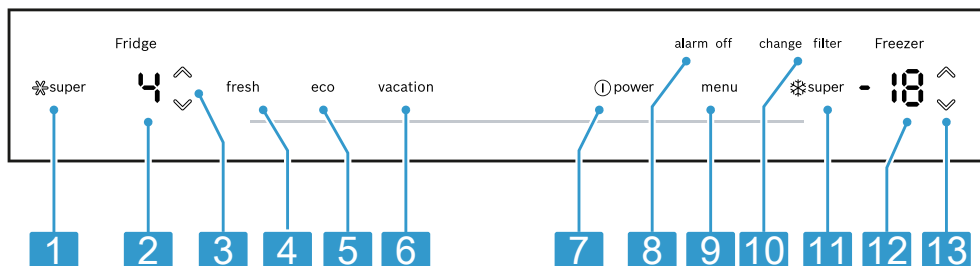 Fridge
alarm off
change filter
Freezer
super
4
fresh
eco
vacation
power
menu
super
-18
1
2
3
4
5
6
7
8
9
10
11
12
13